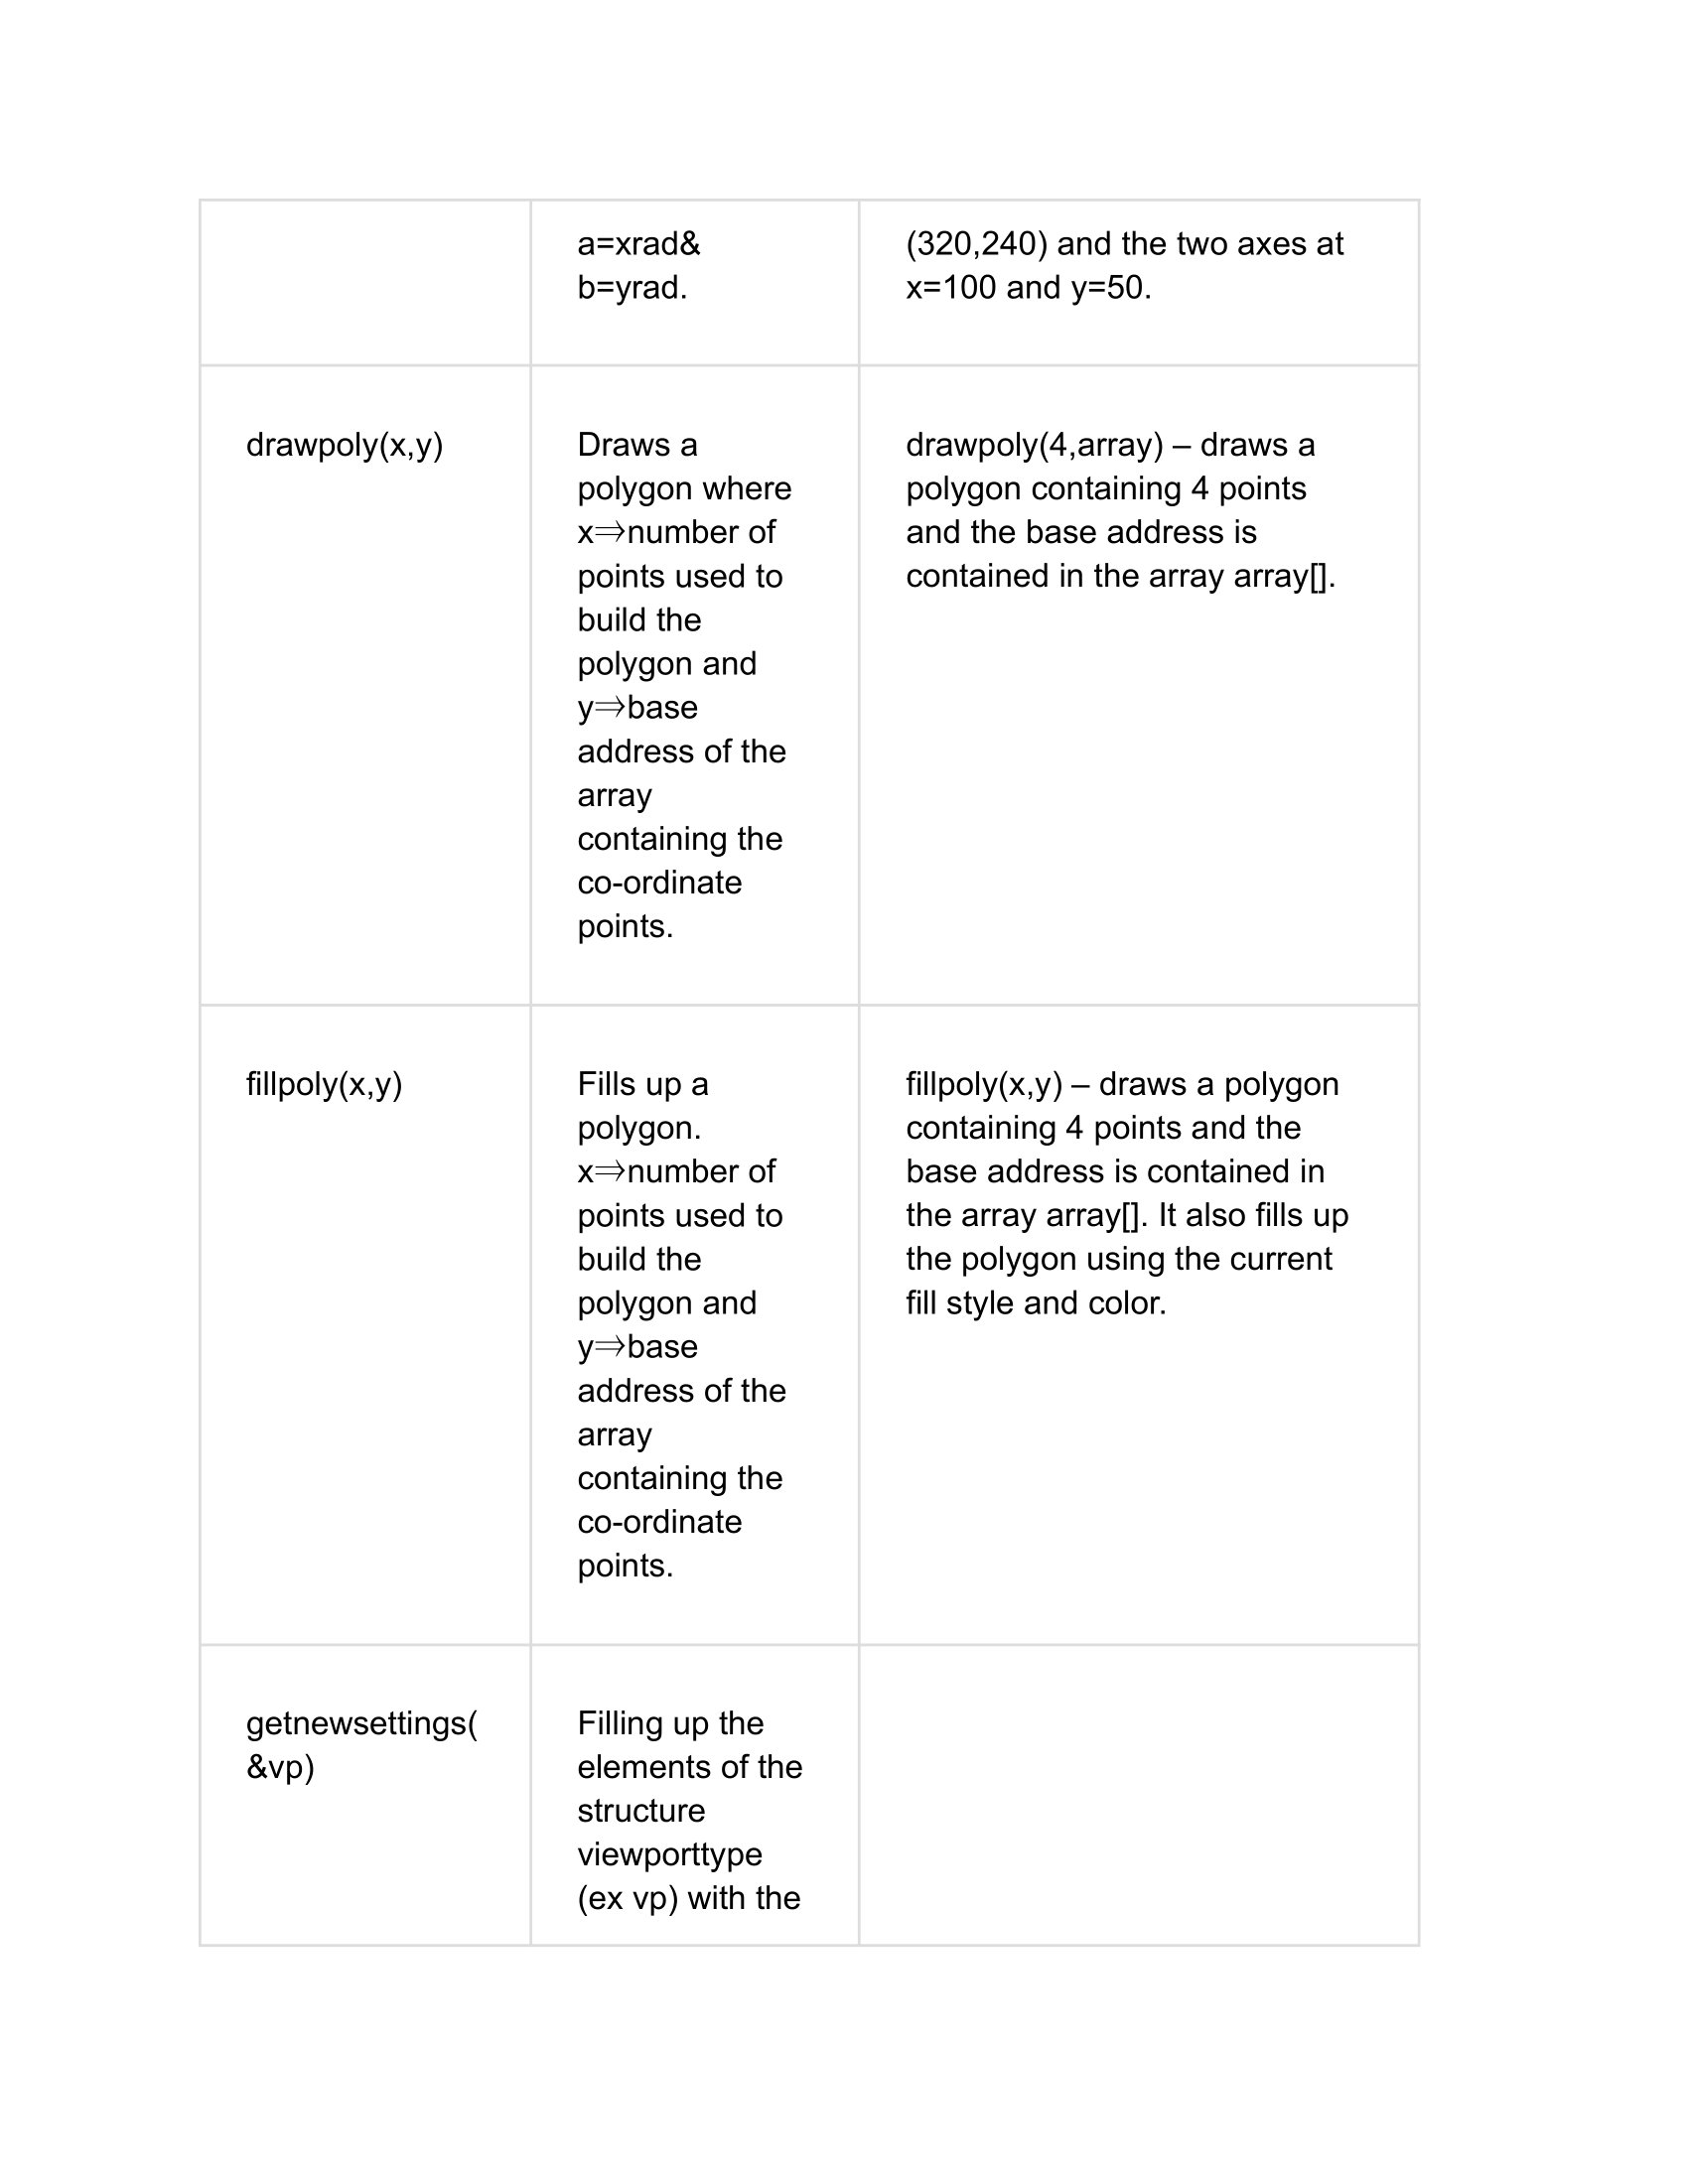 a=xrad&
b=yrad.
(320,240) and the two axes at
x=100 and y=50.
drawpoly(x,y)
Draws a
polygon where
x⇒number of
points used to
build the
polygon and
y⇒base
address of the
array
containing the
co-ordinate
points.
drawpoly(4,array) – draws a
polygon containing 4 points
and the base address is
contained in the array array[].
fillpoly(x,y)
Fills up a
polygon.
x⇒number of
points used to
build the
polygon and
y⇒base
address of the
array
containing the
co-ordinate
points.
fillpoly(x,y) – draws a polygon
containing 4 points and the
base address is contained in
the array array[]. It also fills up
the polygon using the current
fill style and color.
getnewsettings(
&vp)
Filling up the
elements of the
structure
viewporttype
(ex vp) with the